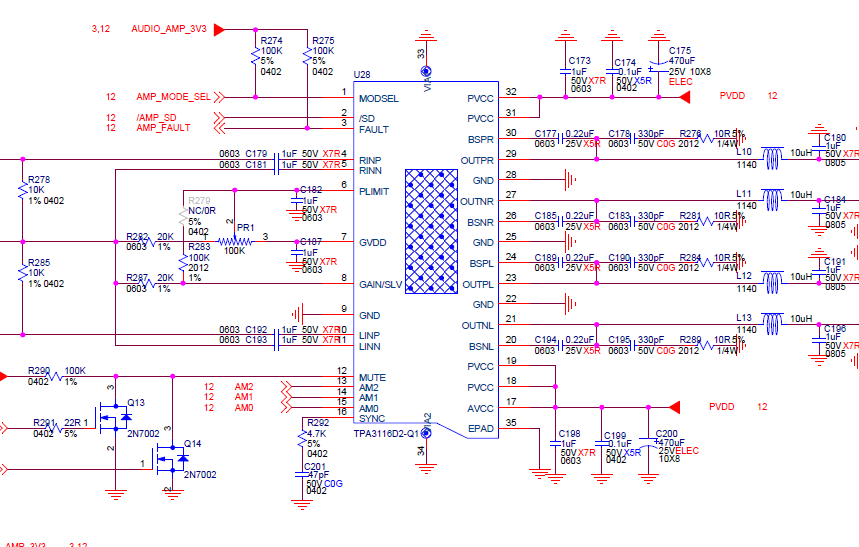 3,12 AUDIO_AMP_3V3
R274
100K
5%
0402
R275
100K
5%
0402
12 AMP_MODE_SEL
12 /AMP_SD
12 AMP_FAULT
U28
1 MODSEL
2 /SD
3 FAULT
4 RINP
5 RINN
6 PLIMIT
7 GVDD
8 GAIN/SLV
9 GND
10 LINP
11 LINN
12 MUTE
13 AM2
14 AM1
15 AM0
16 SYNC
TPA3116D2-Q1
33
VIA
34
VIA2
32 PVCC
31 PVCC
30 BSPR
29 OUTPR
28 GND
27 OUTNR
26 BSNR
25 GND
24 BSPL
23 OUTPL
22 GND
21 OUTNL
20 BSNL
19 PVCC
18 PVCC
17 AVCC
35 EPAD
0603 C179 1uF 50V X7R
0603 C181 1uF 50V X7R
R278
10K
1% 0402
R285
10K
1% 0402
R279
NC/0R
5%
0402
R282 20K
0603 1%
R283
100K
2012
1%
R287 20K
0603 1%
PR1
2
3
100K
C182
1uF
50V X7R
0603
C187
1uF
50V X7R
0603
0603 C192 1uF 50V X7R
0603 C193 1uF 50V X7R
R290 100K
0402 1%
R291 22R 1
0402 5%
3
Q13
2N7002
2
3
Q14
1
2N7002
2
12 AM2
12 AM1
12 AM0
R292
4.7K
5%
0402
C201
47pF
50V C0G
0402
C173
1uF
50V X7R
0603
C174
0.1uF
50V X5R
0402
C175
470uF
25V 10X8
ELEC
PVDD 12
C177 0.22uF C178 330pF R276 10R 5%
0603 25V X5R 50V C0G 2012 1/4W
L10
1140
10uH
C180
1uF
50V X7R
0805
L11
1140
10uH
C184
1uF
50V X7R
0805
C185 0.22uF C183 330pF R281 10R 5%
0603 25V X5R 50V C0G 2012
C189 0.22uF C190 330pF R284 10R 5%
0603 25V X5R 50V C0G 2012
L12
1140
10uH
C191
1uF
50V X7R
0805
L13
1140
10uH
C196
1uF
50V X7R
0805
C194 0.22uF C195 330pF R289 10R 5%
0603 25V X5R 50V C0G 2012 1/4W
PVDD 12
C198
1uF
50V X7R
0603
C199
0.1uF
50V X5R
0402
C200
470uF
25V ELEC
10X8
AMP_3V3 3,12